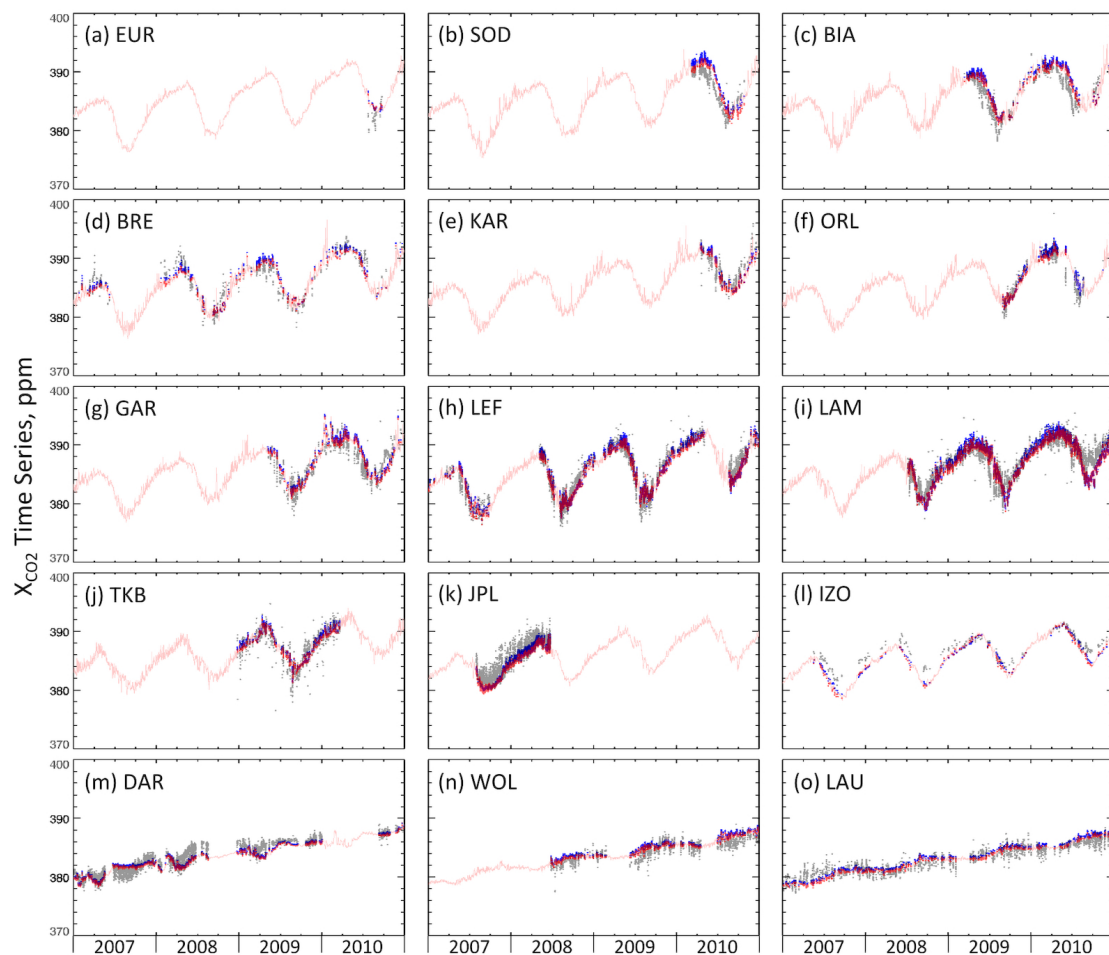 400
390
380
370
(a) EUR
(b) SOD
(c) BIA
400
390
380
370
(d) BRE
(e) KAR
(f) ORL
400
390
380
370
(g) GAR
(h) LEF
(i) LAM
X_CO2 Time Series, ppm
400
390
380
370
(j) TKB
(k) JPL
(l) IZO
400
390
380
370
(m) DAR
(n) WOL
(o) LAU
2007 2008 2009 2010
2007 2008 2009 2010
2007 2008 2009 2010